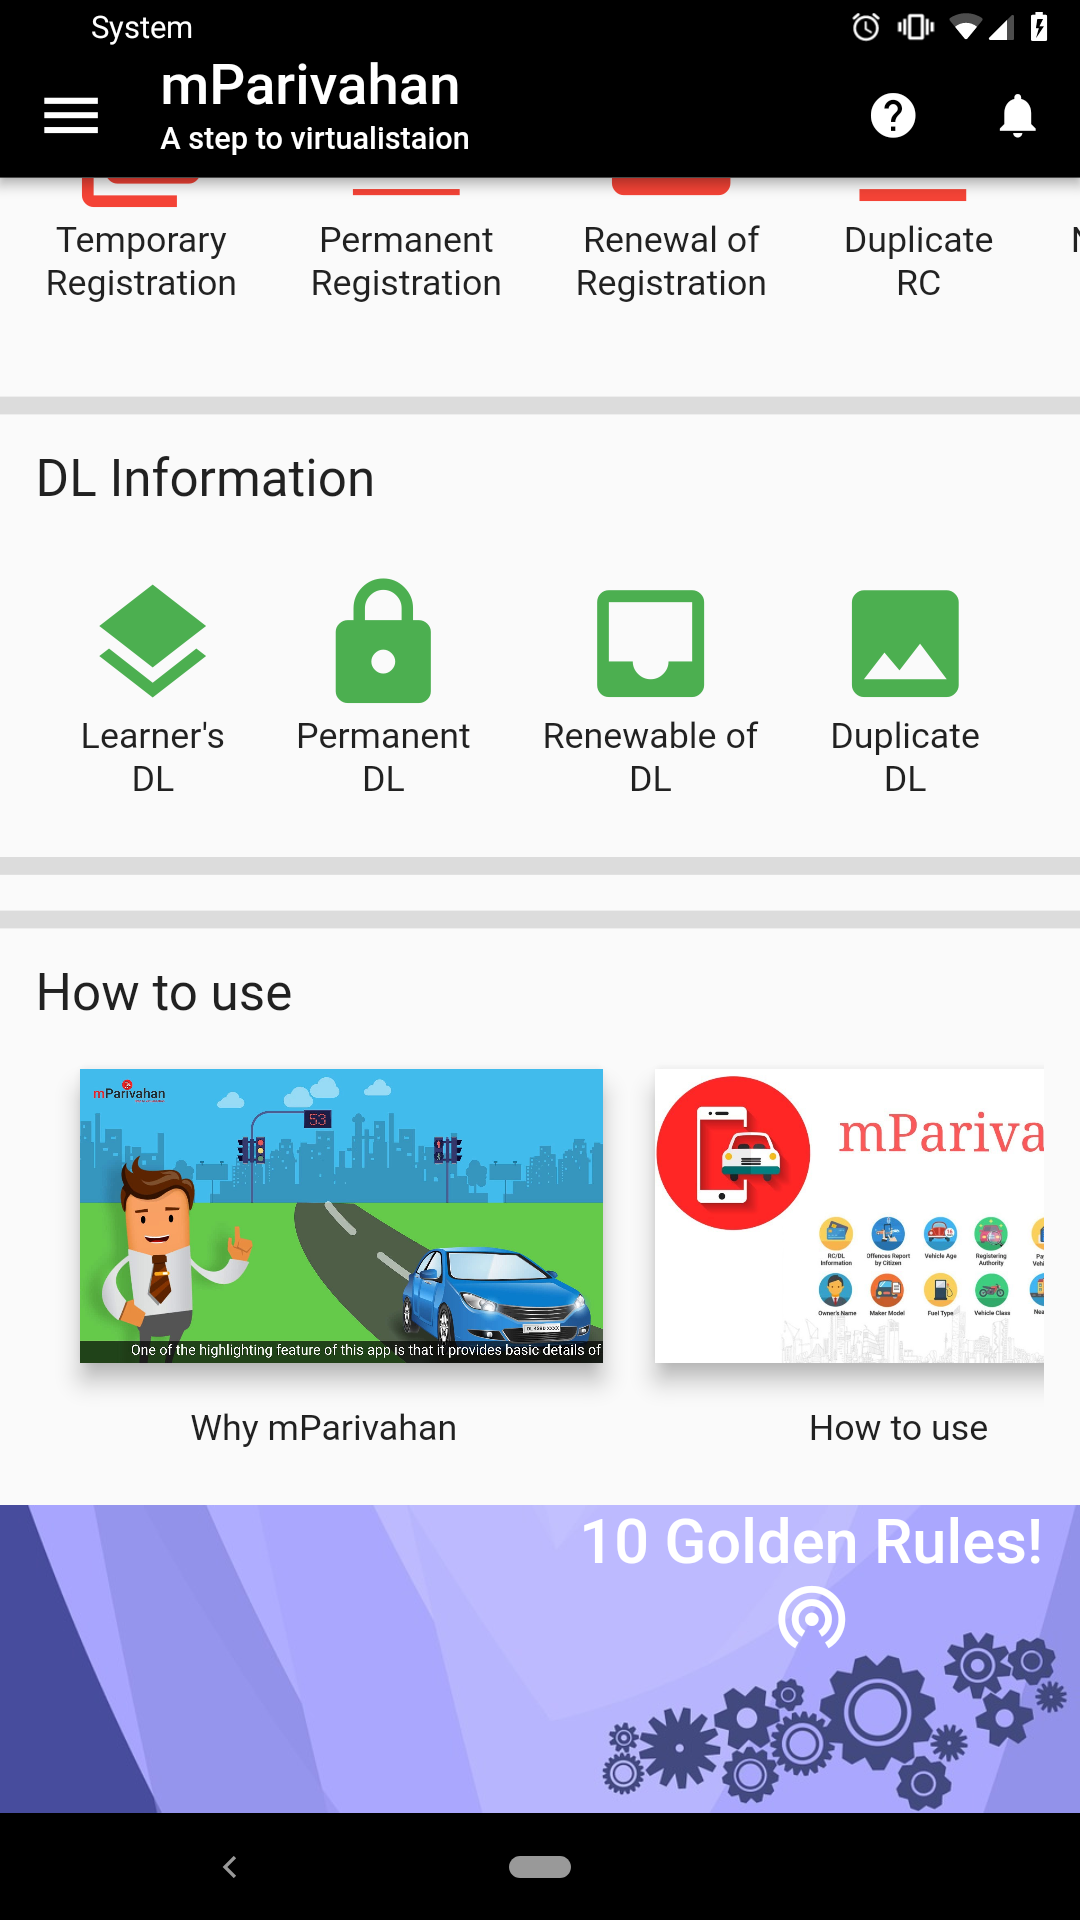 System
mParivahan
A step to virtualistaion
Temporary
Registration
Permanent
Registration
Renewal of
Registration
Duplicate
RC
DL Information
Learner's
DL
Permanent
DL
Renewable of
DL
Duplicate
DL
How to use
mParivahan
53
One of the highlighting feature of this app is that it provides basic details of
mPariva
RC/DL
Information
Offences Report
by Citizen
Vehicle Age
Registering
Authority
Owner's Name
Maker Model
Fuel Type
Vehicle Class
Why mParivahan
How to use
10 Golden Rules!